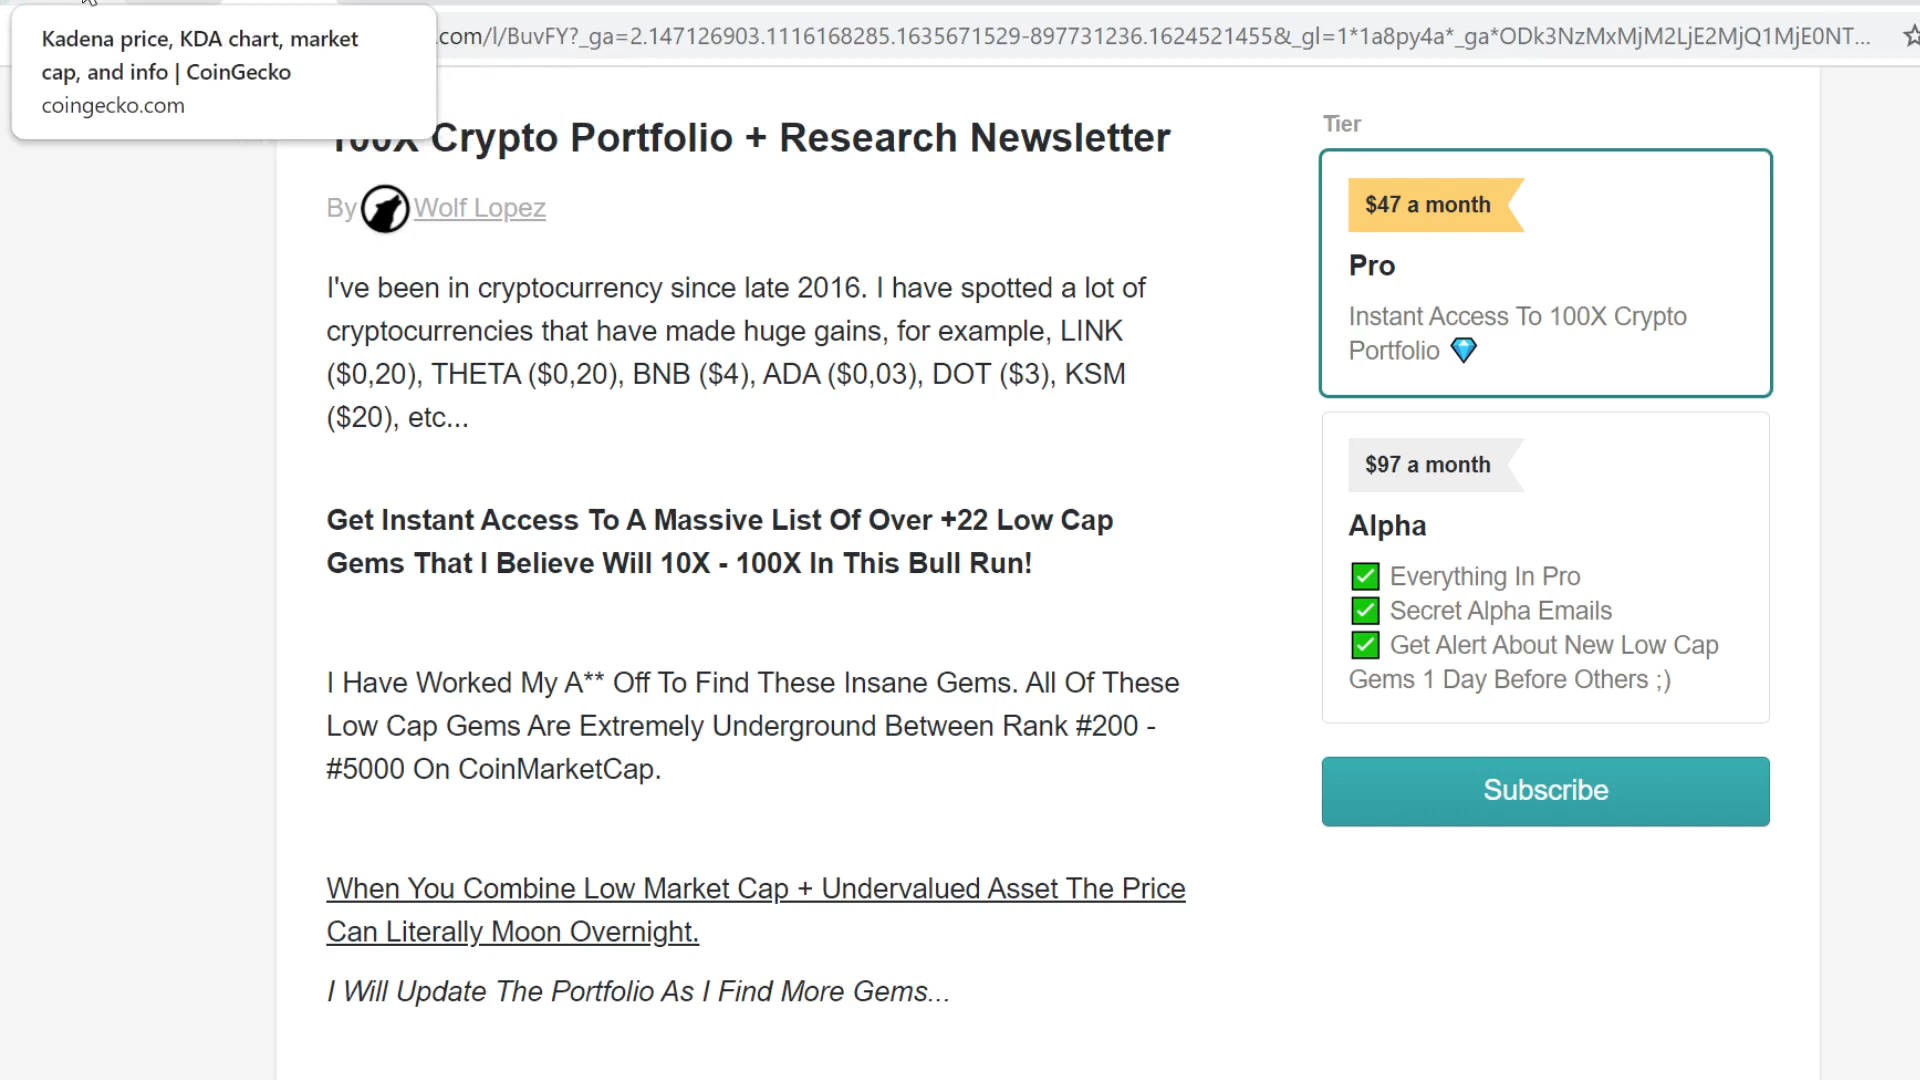 Kadena price, KDA chart, market
cap, and info | CoinGecko
coingecko.com
.com/l/BuvFY?_ga=2.147126903.1116168285.1635671529-897731236.1624521455&_gl=1*1a8py4a*_ga*ODk3NzMxMjM2LjE2MjQ1MjE0NT...
100X Crypto Portfolio + Research Newsletter
By Wolf Lopez
I've been in cryptocurrency since late 2016. I have spotted a lot of
cryptocurrencies that have made huge gains, for example, LINK
($0,20), THETA ($0,20), BNB ($4), ADA ($0,03), DOT ($3), KSM
($20), etc...
Get Instant Access To A Massive List Of Over +22 Low Cap
Gems That I Believe Will 10X - 100X In This Bull Run!
I Have Worked My A** Off To Find These Insane Gems. All Of These
Low Cap Gems Are Extremely Underground Between Rank #200 -
#5000 On CoinMarketCap.
When You Combine Low Market Cap + Undervalued Asset The Price
Can Literally Moon Overnight.
I Will Update The Portfolio As I Find More Gems...
Tier
$47 a month
Pro
Instant Access To 100X Crypto
Portfolio 💎
$97 a month
Alpha
✅ Everything In Pro
✅ Secret Alpha Emails
✅ Get Alert About New Low Cap
Gems 1 Day Before Others ;)
Subscribe